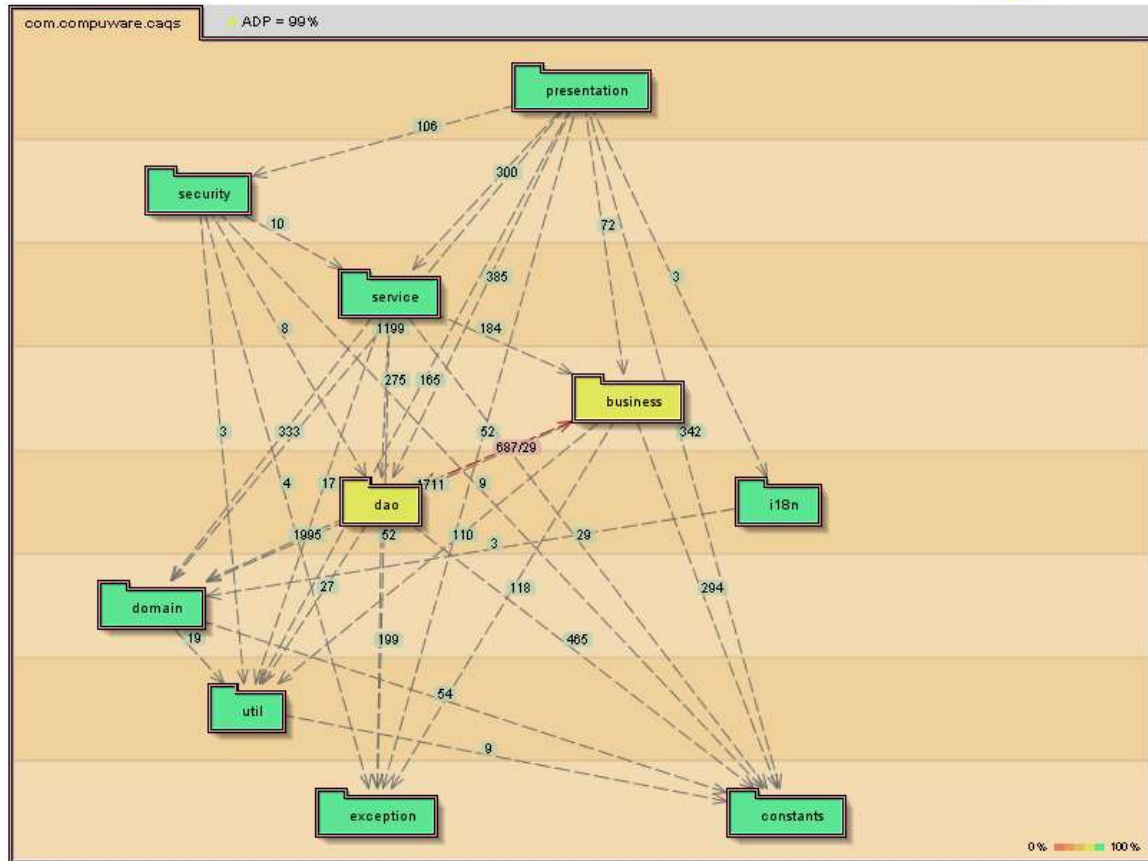 com.compuware.caqs
ADP = 99%
presentation
106
security
300
10
72
service
385
3
8
1199
184
275
165
business
3
333
52
342
687/29
4
17
1711
9
dao
i18n
1995
52
110
3
29
27
118
294
domain
19
199
465
54
util
9
exception
constants
0%
100%